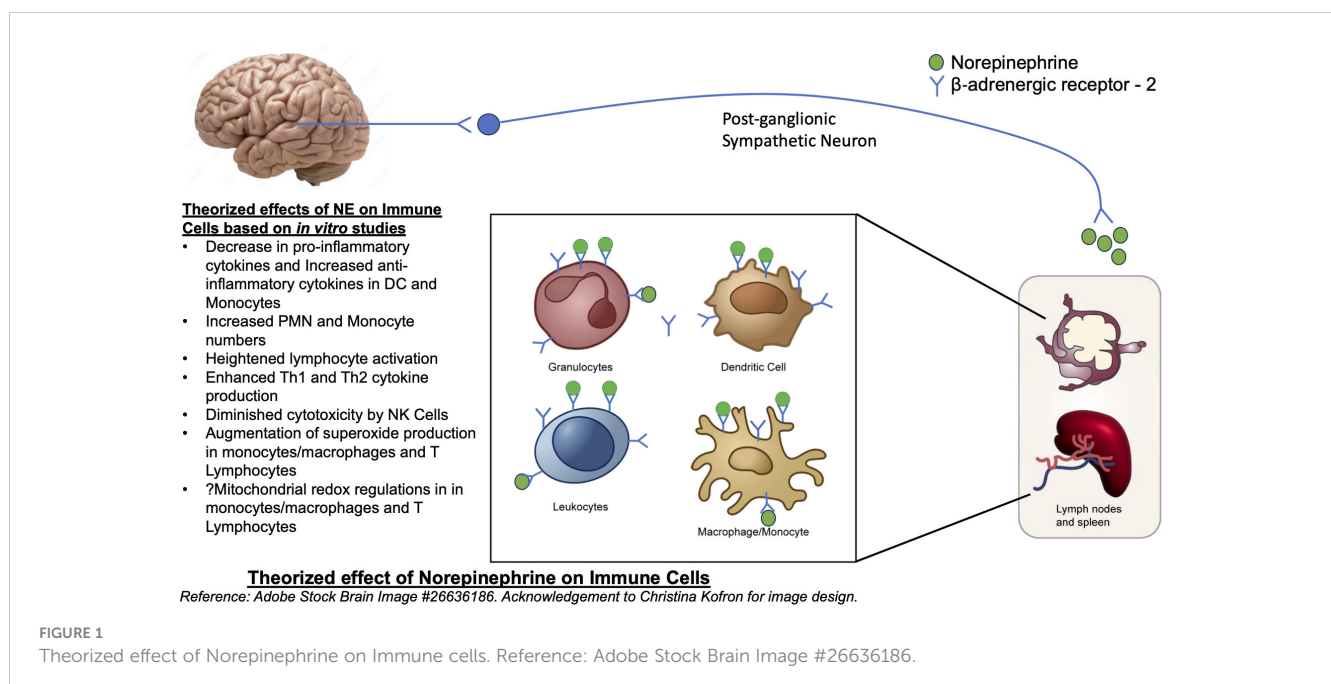 Norepinephrine
β-adrenergic receptor - 2
Post-ganglionic
Sympathetic Neuron
Theorized effects of NE on Immune
Cells based on in vitro studies
• Decrease in pro-inflammatory
cytokines and Increased anti-
inflammatory cytokines in DC and
Monocytes
• Increased PMN and Monocyte
numbers
• Heightened lymphocyte activation
• Enhanced Th1 and Th2 cytokine
production
• Diminished cytotoxicity by NK Cells
• Augmentation of superoxide production
in monocytes/macrophages and T
Lymphocytes
• ?Mitochondrial redox regulations in in
monocytes/macrophages and T
Lymphocytes
Granulocytes
Dendritic Cell
Leukocytes
Macrophage/Monocyte
Lymph nodes
and spleen
Theorized effect of Norepinephrine on Immune Cells
Reference: Adobe Stock Brain Image #26636186. Acknowledgement to Christina Kofron for image design.
FIGURE 1
Theorized effect of Norepinephrine on Immune cells. Reference: Adobe Stock Brain Image #26636186.